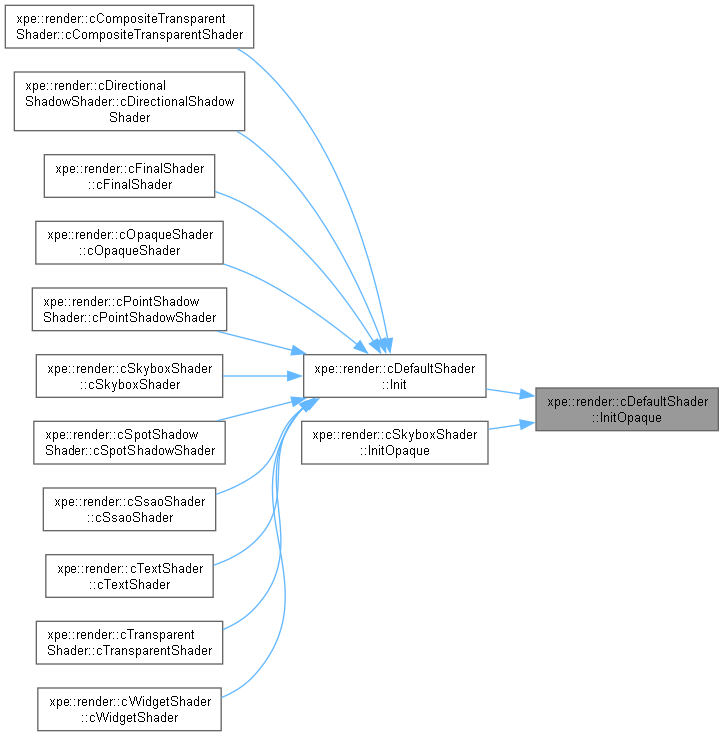 xpe::render::cCompositeTransparent
Shader::cCompositeTransparentShader
xpe::render::cDirectional
ShadowShader::cDirectionalShadow
Shader
xpe::render::cFinalShader
::cFinalShader
xpe::render::cOpaqueShader
::cOpaqueShader
xpe::render::cPointShadow
Shader::cPointShadowShader
xpe::render::cSkyboxShader
::cSkyboxShader
xpe::render::cSpotShadow
Shader::cSpotShadowShader
xpe::render::cSsaoShader
::cSsaoShader
xpe::render::cTextShader
::cTextShader
xpe::render::cTransparent
Shader::cTransparentShader
xpe::render::cWidgetShader
::cWidgetShader
xpe::render::cDefaultShader
::Init
xpe::render::cSkyboxShader
::InitOpaque
xpe::render::cDefaultShader
::InitOpaque